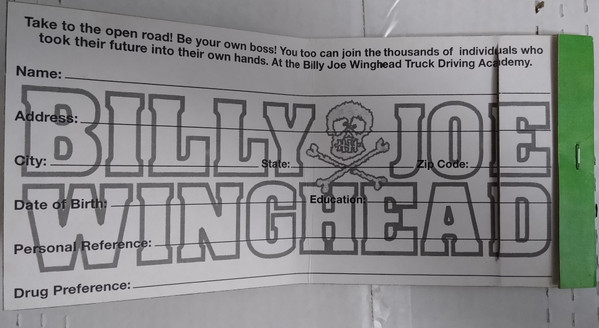 Take to the open road! Be your own boss! You too can join the thousands of individuals who
took their future into their own hands. At the Billy Joe Winghead Truck Driving Academy.
Name:
BILLY JOE
Address:
City: State: Zip Code:
WINGHEAD
Date of Birth: Education:
Personal Reference:
Drug Preference: